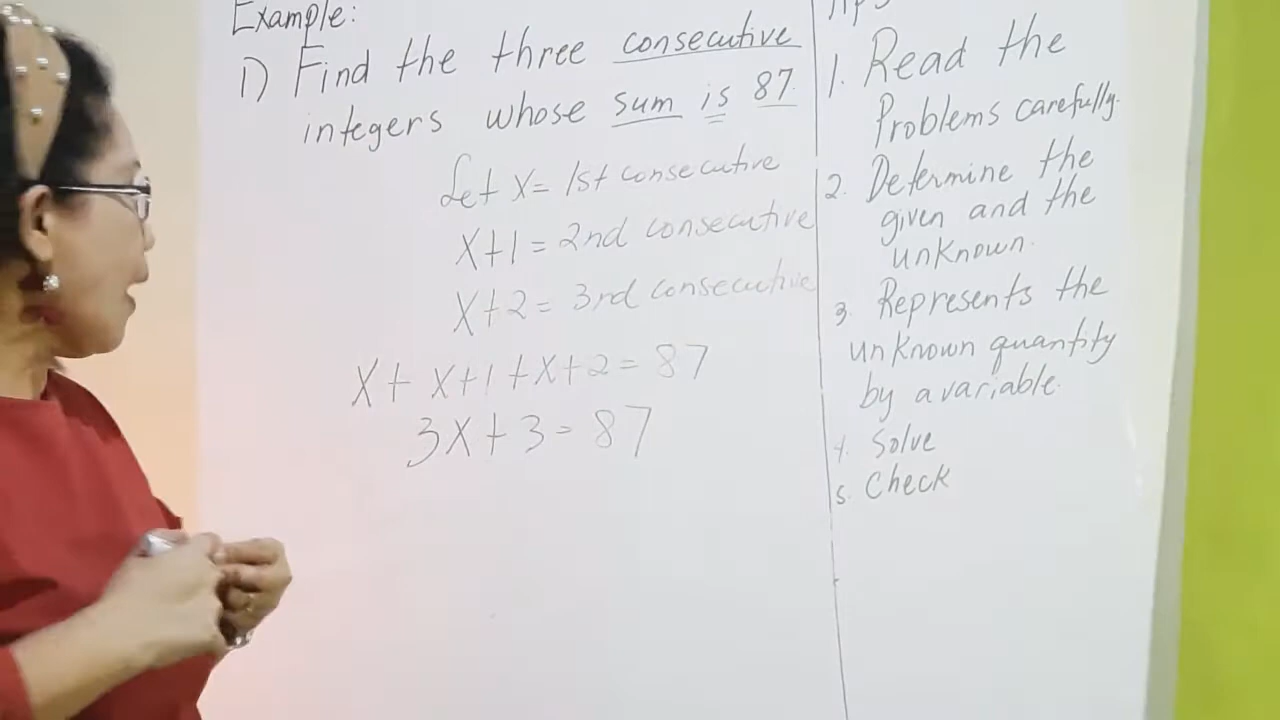 Example:
1) Find the three consecutive
integers whose sum is 87.
Let x = 1st consecutive
x+1 = 2nd consecutive
x+2 = 3rd consecutive
x + x+1+x+2 = 87
3x + 3 = 87
1. Read the
Problems carefully.
2. Determine the
given and the
unknown.
3. Represents the
unknown quantity
by a variable.
4. Solve
5. Check